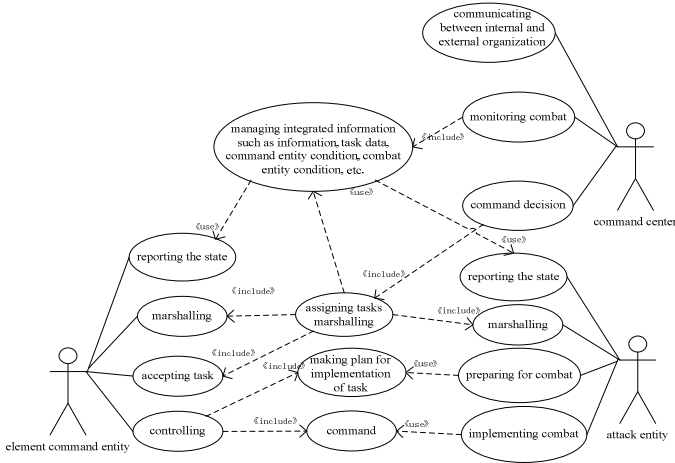 communicating
between internal and
external organization
managing integrated information
such as information, task data,
command entity condition, combat
entity condition, etc.
monitoring combat
《include》
command center
command decision
《use》
《use》
《use》
reporting the state
reporting the state
《include》
《include》
marshalling
assigning tasks
marshalling
《include》
marshalling
《include》
《include》
accepting task
making plan for
implementation
of task
《use》
preparing for combat
element command entity
controlling
《include》
command
《use》
implementing combat
attack entity